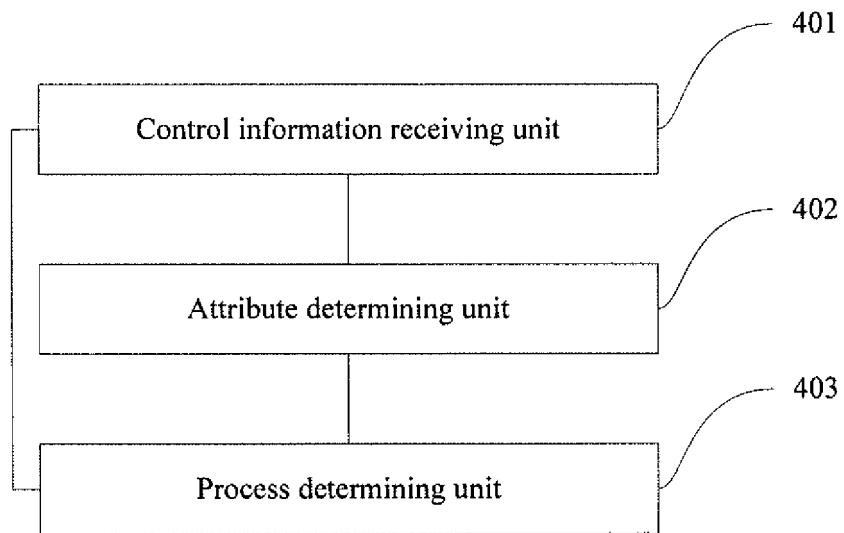 401
Control information receiving unit
402
Attribute determining unit
403
Process determining unit